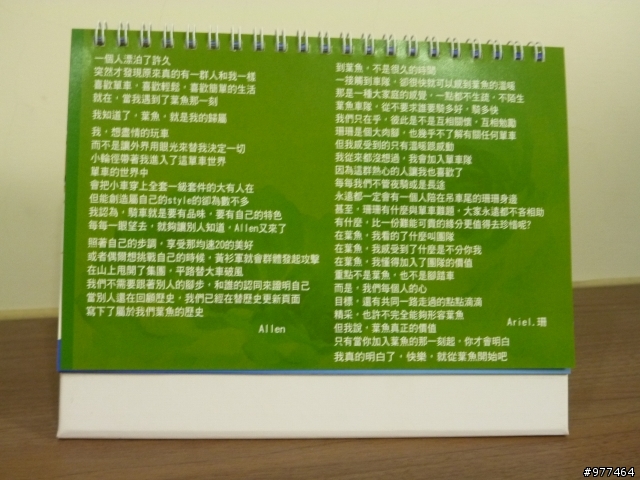 一個人漂泊了許久
突然才發現原來真的有一群人和我一樣
喜歡單車，喜歡輕鬆，喜歡簡單的生活
就在，當我遇到了葉魚那一刻
我知道了，葉魚，就是我的歸屬
我，想盡情的玩車
而不是讓外界用眼光來替我決定一切
小輪徑帶著我進入了這單車世界
單車的世界中
會把小車穿上全套一級套件的大有人在
但能創造屬自己的style的卻為數不多
我認為，騎車就是要有品味，要有自己的特色
每每一眼望去，就夠讓別人知道，Allen又來了
照著自己的步調，享受那均速20的美好
或者偶爾想挑戰自己的時候，黃衫軍就會群體發起攻擊
在山上甩開了集團，平路替大車破風
我們不需要跟著別人的腳步，和誰的認同來證明自己
當別人還在回顧歷史，我們已經在替歷史更新頁面
寫下了屬於我們葉魚的歷史
Allen
到葉魚，不是很久的時間
一接觸到車隊，卻很快就可以感到葉魚的溫暖
那是一種大家庭的感覺，一點都不生疏，不陌生
葉魚車隊，從不要求誰要騎多好，騎多快
我們只在乎，彼此是不是互相關懷，互相勉勵
珊珊是個大肉腳，也幾乎不了解有關任何單車
但我感受到的只有溫暖跟感動
我從來都沒想過，我會加入單車隊
因為這群熱心的人讓我也喜歡了
每每我們不管夜騎或是長途
永遠都一定會有一個人陪在吊車尾的珊珊身邊
甚至，珊珊有什麼與單車難題，大家永遠都不吝相助
有什麼，比一份難能可貴的緣分更值得去珍惜呢?
在葉魚，我看的了什麼叫團隊
在葉魚，我感受到了什麼是不分你我
在葉魚，我懂得加入了團隊的價值
重點不是葉魚，也不是腳踏車
而是，我們每個人的心
目標，還有共同一路走過的點點滴滴
精采，也許不完全能夠形容葉魚
但我說，葉魚真正的價值
只有當你加入葉魚的那一刻起，你才會明白
我真的明白了，快樂，就從葉魚開始吧
Ariel.珊
#977464